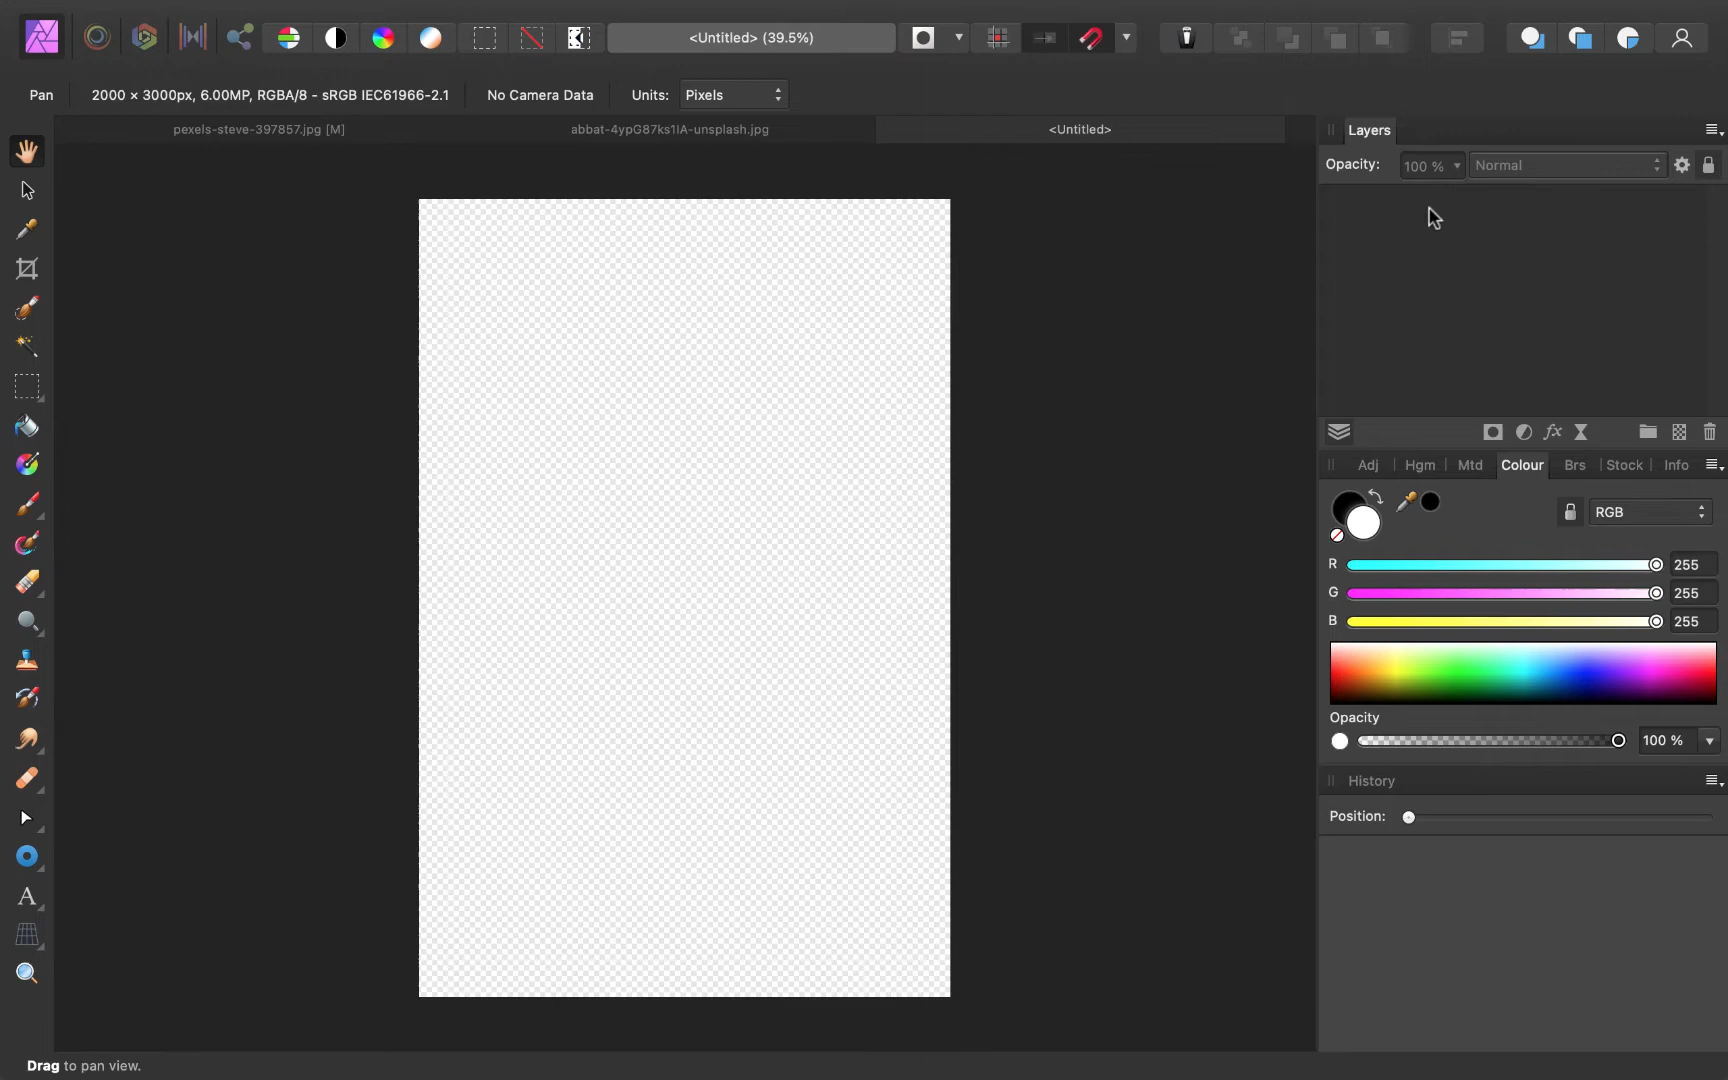 <Untitled> (39.5%)
Pan
2000 × 3000px, 6.00MP, RGBA/8 - sRGB IEC61966-2.1
No Camera Data
Units:
Pixels
pexels-steve-397857.jpg [M]
abbat-4ypG87ks1IA-unsplash.jpg
<Untitled>
Layers
Opacity:
100 %
Normal
Adj
Hgm
Mtd
Colour
Brs
Stock
Info
RGB
R
255
G
255
B
255
Opacity
100 %
History
Position:
fx
A
Drag to pan view.